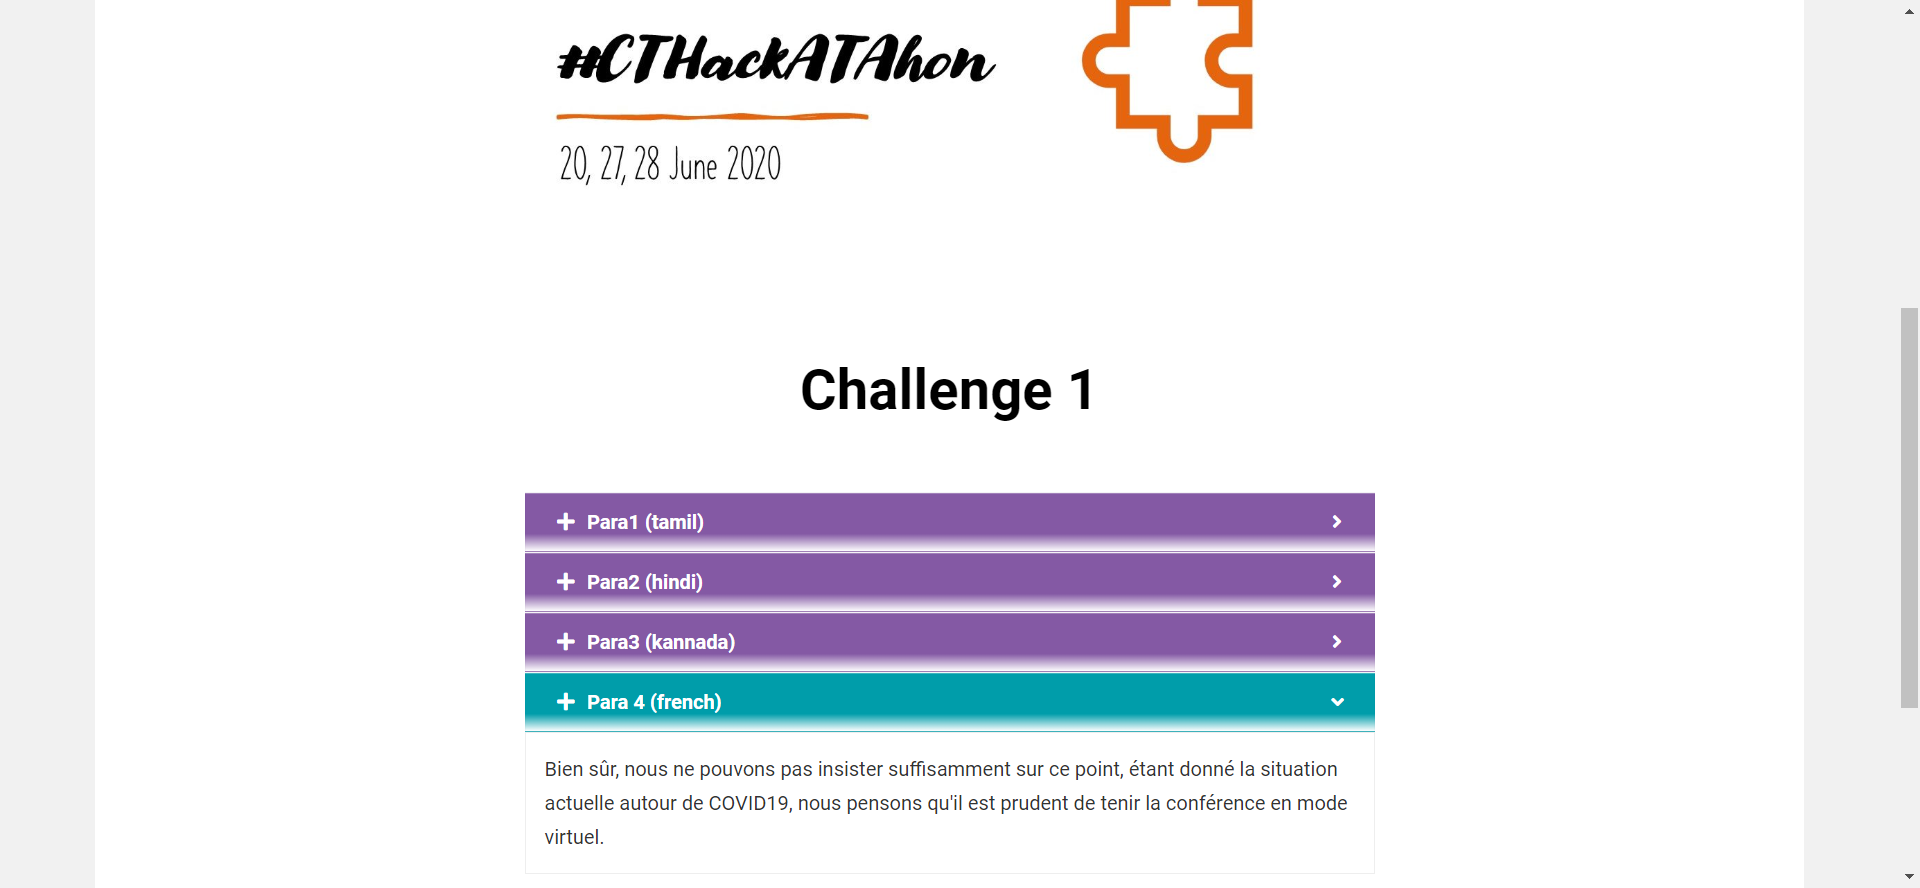 #CTHackATAhon
20, 27, 28 June 2020
Challenge 1
Para1 (tamil)
Para2 (hindi)
Para3 (kannada)
Para 4 (french)
Bien sûr, nous ne pouvons pas insister suffisamment sur ce point, étant donné la situation
actuelle autour de COVID19, nous pensons qu'il est prudent de tenir la conférence en mode
virtuel.